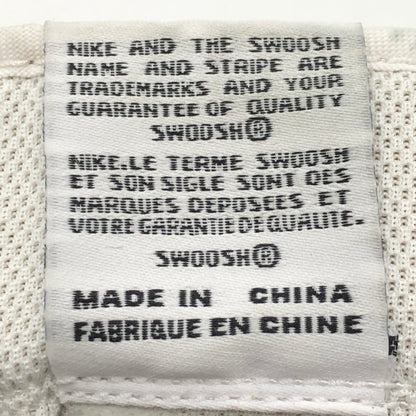 NIKE AND THE SWOOSH
NAME AND STRIPE ARE
TRADEMARKS AND YOUR
GUARANTEE OF QUALITY
SWOOSH®
NIKE.LE TERME SWOOSH
ET SON SIGLE SONT DES
MARQUES DEPOSEES ET
VOTRE GARANTIE DE QUALITE.
SWOOSH®
MADE IN CHINA
FABRIQUE EN CHINE